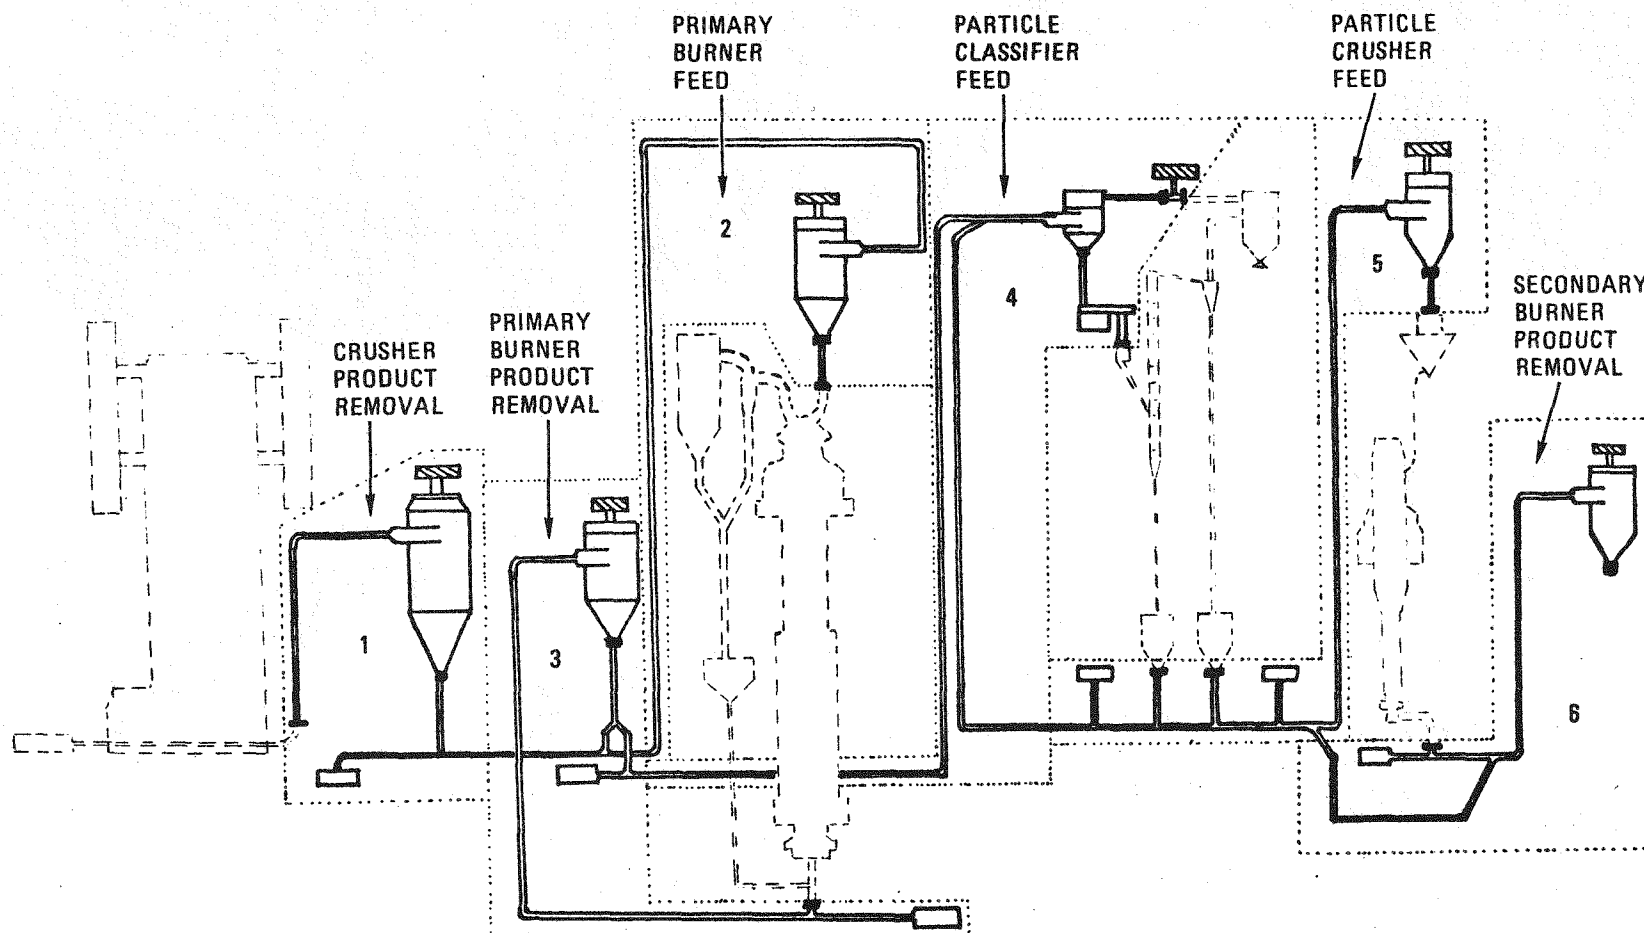 PRIMARY
BURNER
FEED
PARTICLE
CLASSIFIER
FEED
PARTICLE
CRUSHER
FEED
2
4
5
SECONDARY
BURNER
PRODUCT
REMOVAL
PRIMARY
BURNER
PRODUCT
REMOVAL
CRUSHER
PRODUCT
REMOVAL
1
3
6